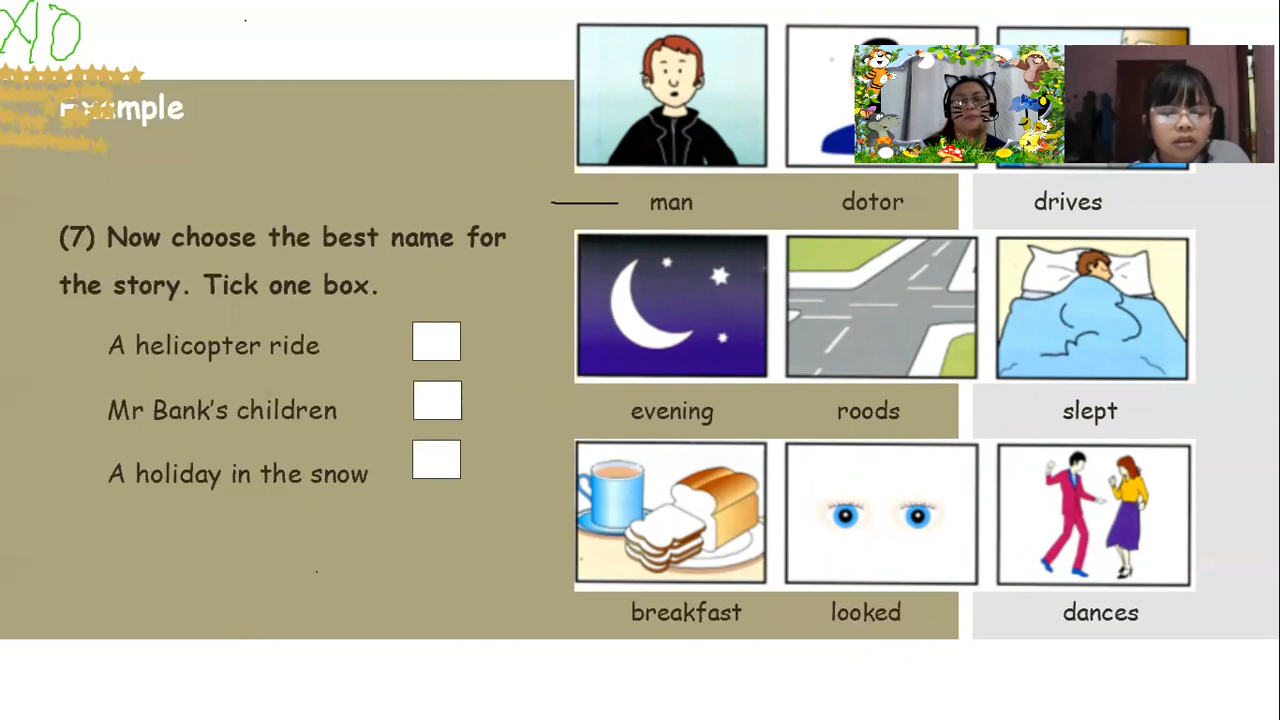 Example
(7) Now choose the best name for
the story. Tick one box.
A helicopter ride
Mr Bank's children
A holiday in the snow
man dotor drives
evening roods slept
breakfast looked dances